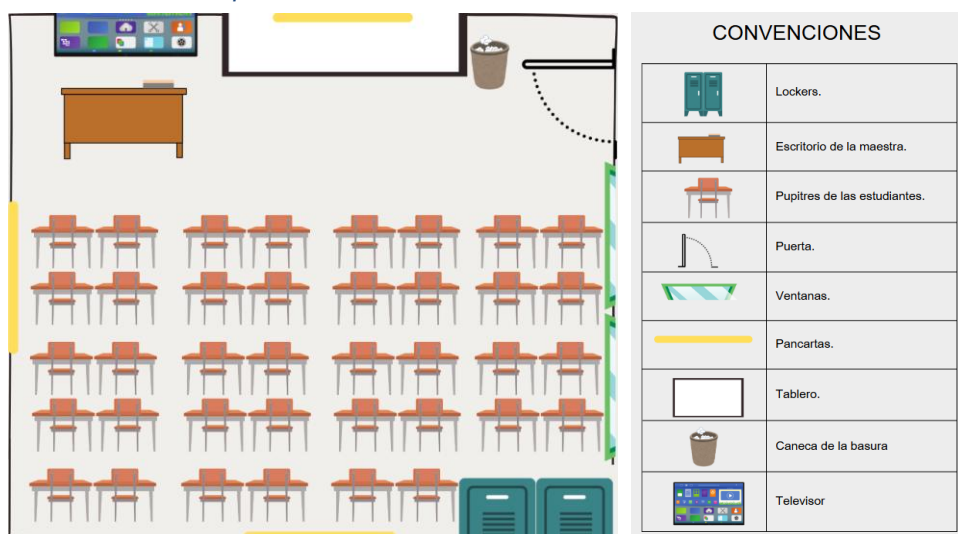 CONVENCIONES
Lockers.
Escritorio de la maestra.
Pupitres de las estudiantes.
Puerta.
Ventanas.
Pancartas.
Tablero.
Caneca de la basura
Televisor